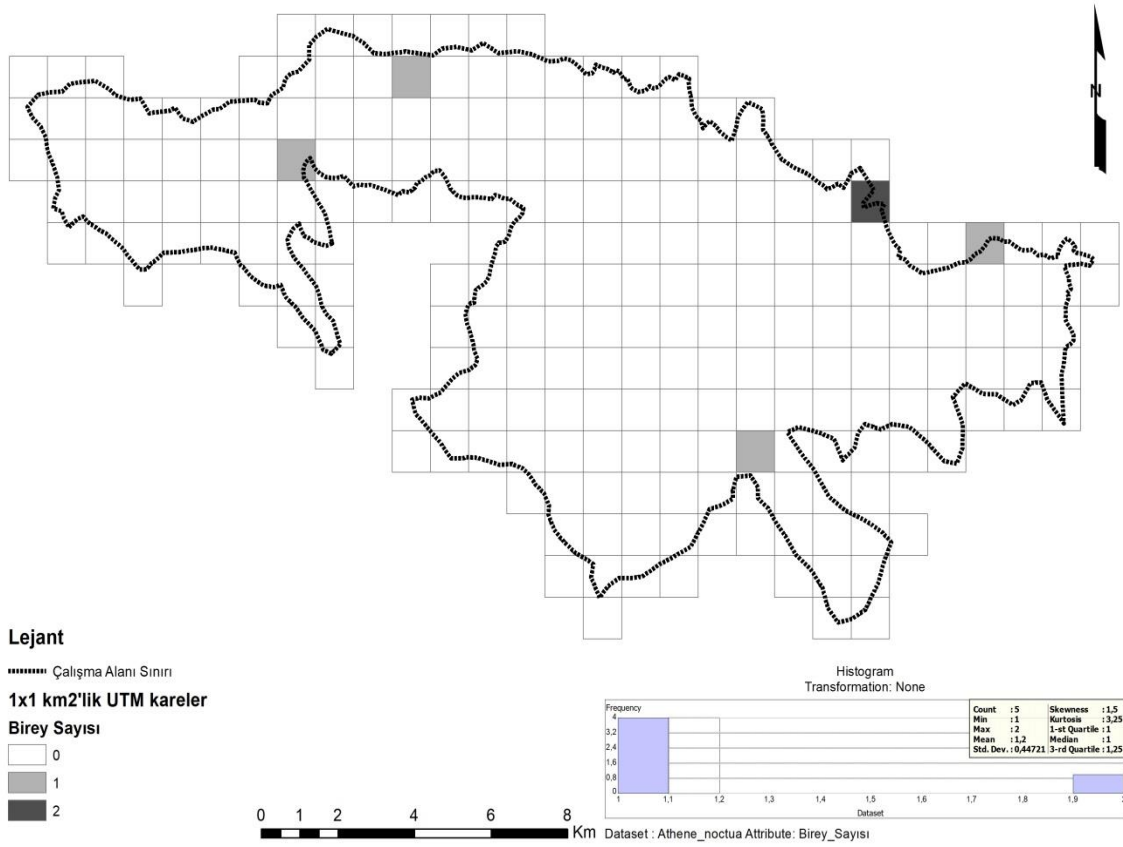 N
Lejant
Çalışma Alanı Sınırı
1x1 km2'lik UTM kareler
Birey Sayısı
0
1
2
0 1 2 4 6 8
Km
Histogram
Transformation: None
Frequency
4
3,2
2,4
1,6
0,8
0
1 1,1 1,2 1,3 1,4 1,5 1,6 1,7 1,8 1,9
Dataset
Count : 5 Skewness : 1,5
Min : 1 Kurtosis : 3,25
Max : 2 1-st Quartile : 1
Mean : 1,2 Median : 1
Std. Dev. : 0,44721 3-rd Quartile : 1,25
Dataset : Athene_noctua Attribute: Birey_Sayısı